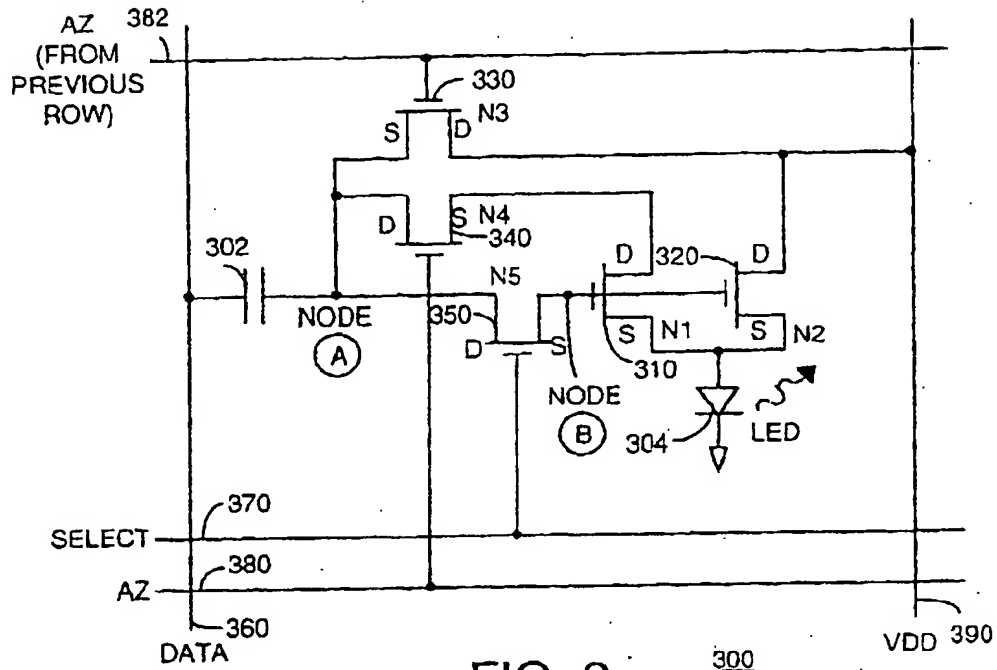 AZ 382
(FROM
PREVIOUS
ROW)
330
N3
S D
D S N4
340
302
N5
D 320 D
NODE
A
350
S N1 S N2
D S
310
NODE
B
304
LED
370
SELECT
380
AZ
360
DATA
390
VDD
300